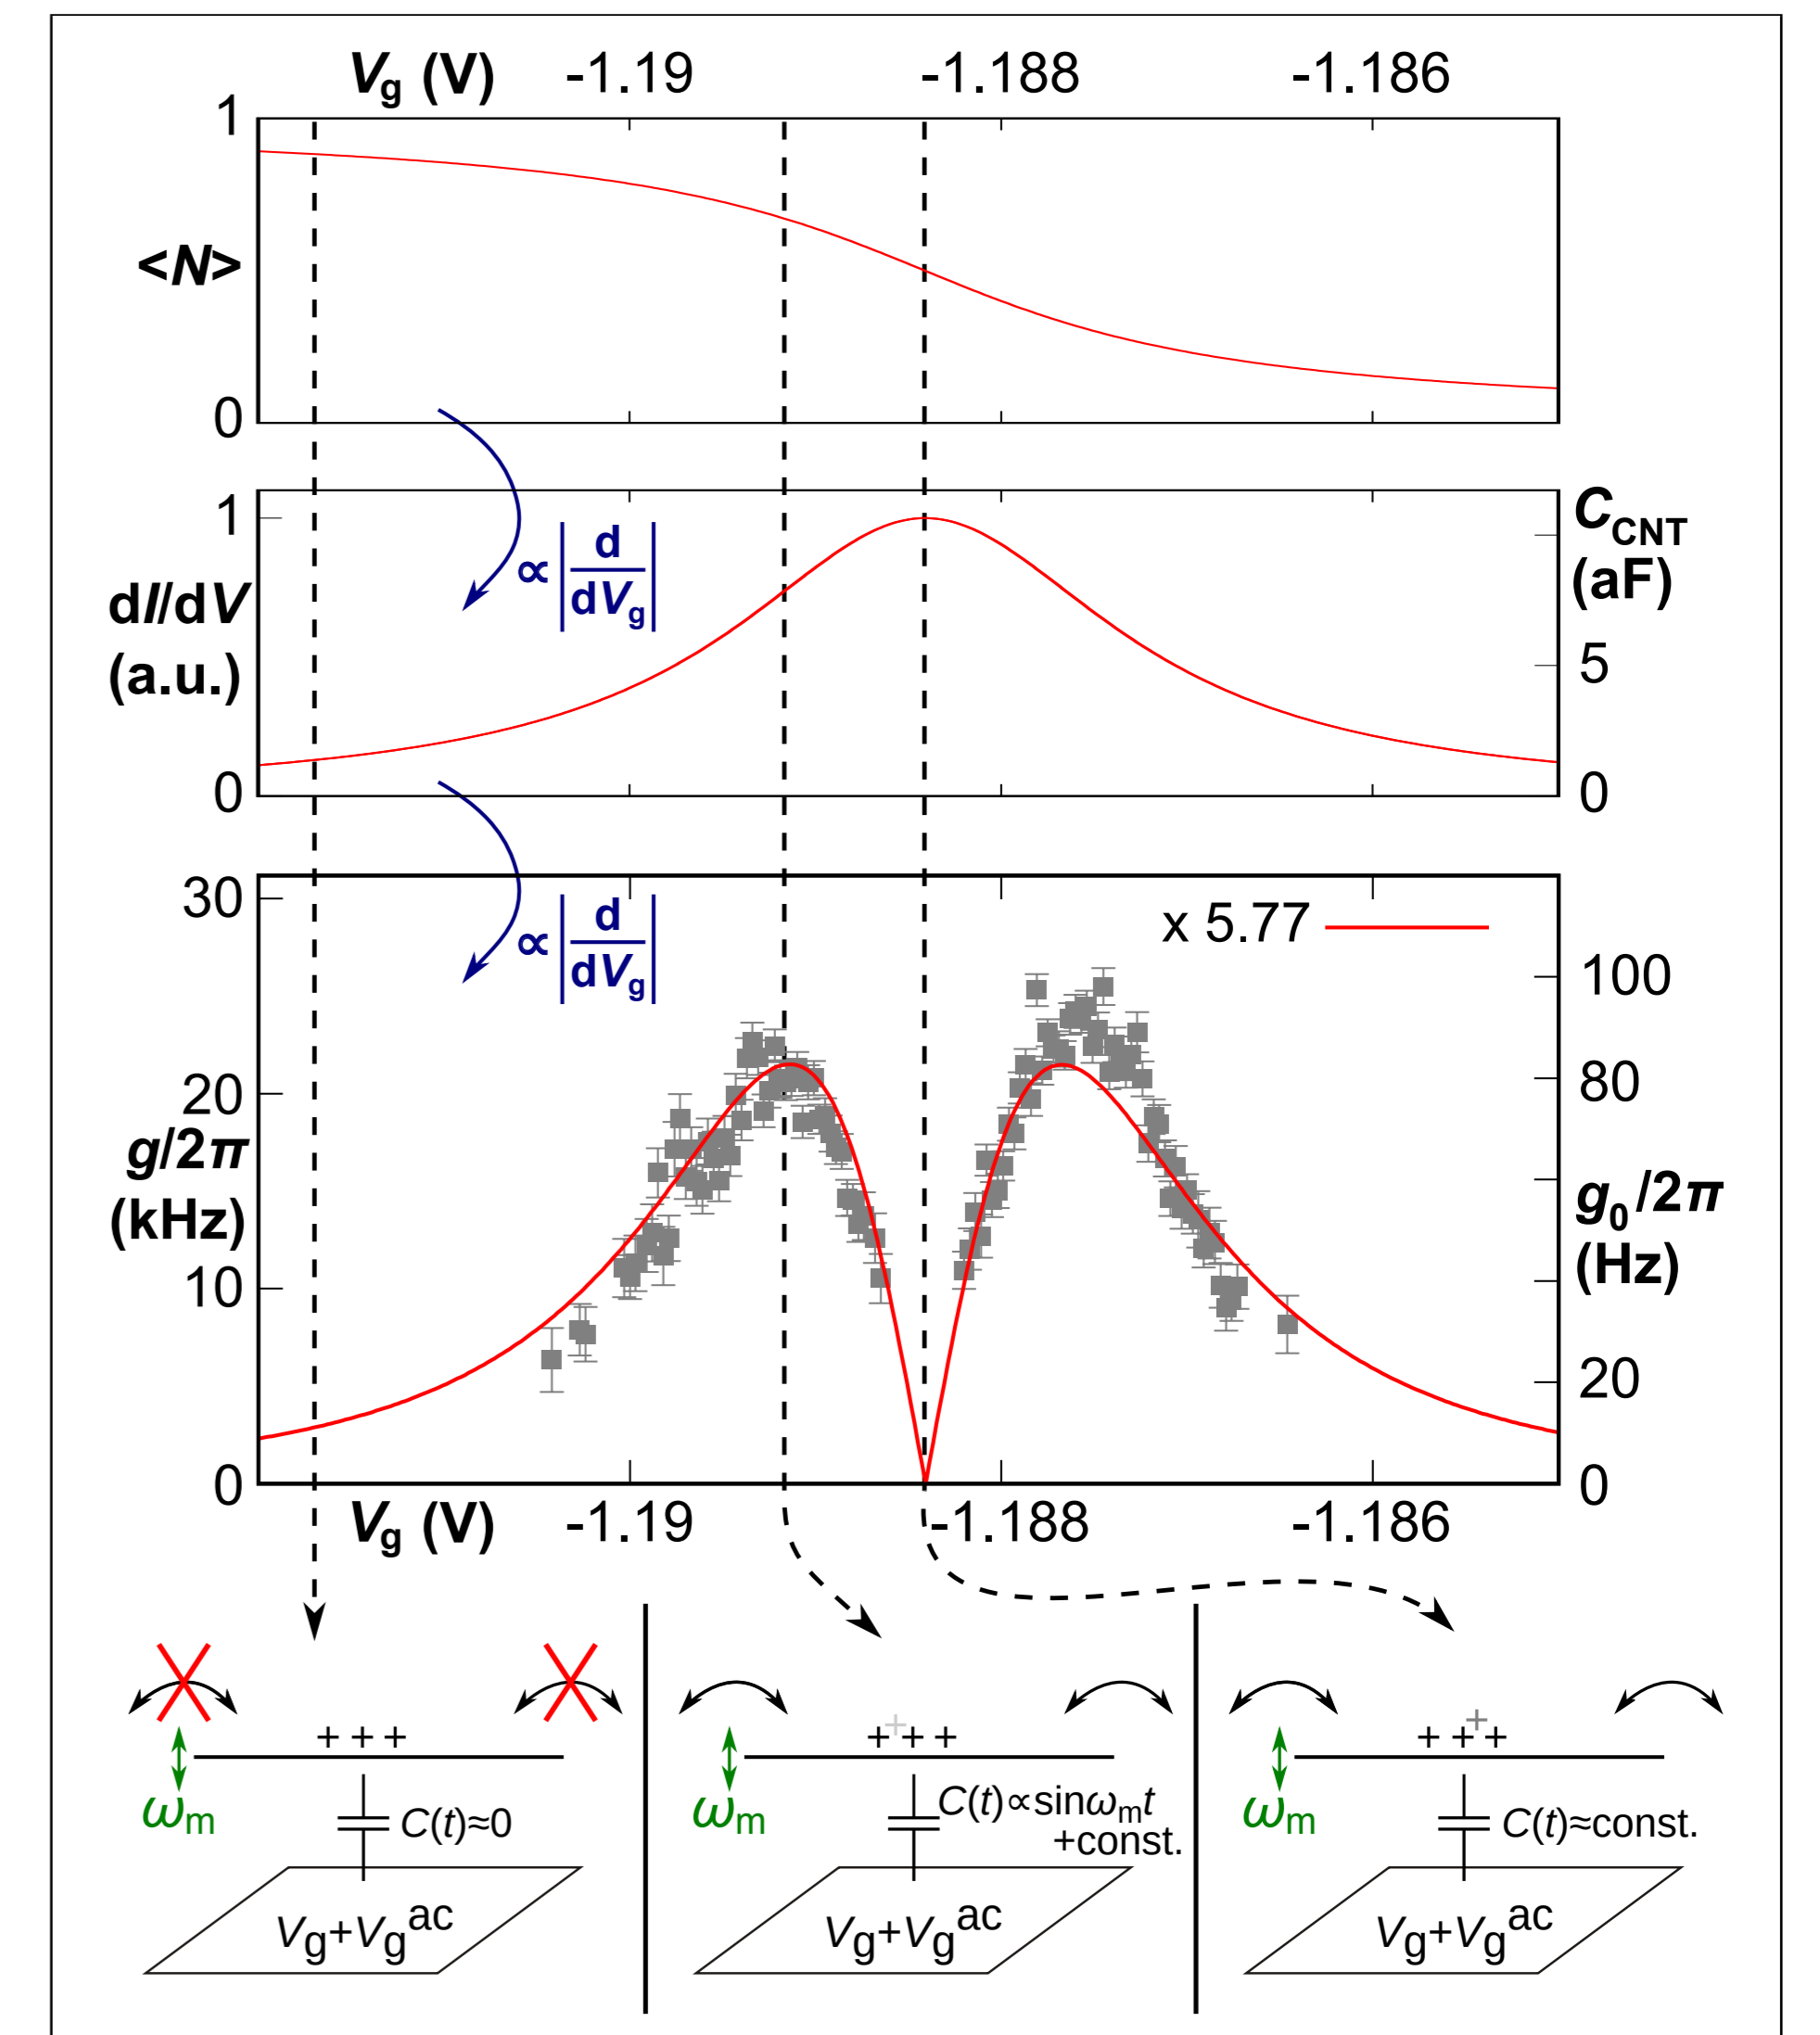 Vg (V) -1.19 -1.188 -1.186
1
<N>
0
1
dI/dV
(a.u.)
0
∝|d/dVg|
CCNT
(aF)
5
0
30
20
g/2π
(kHz)
10
0
∝|d/dVg|
x 5.77
100
80
g0/2π
(Hz)
20
0
Vg (V) -1.19 -1.188 -1.186
+++
ωm
C(t)≈0
Vg+Vgac
+
+++
ωm
C(t)∝sinωmt
+const.
Vg+Vgac
+
+++
ωm
C(t)≈const.
Vg+Vgac